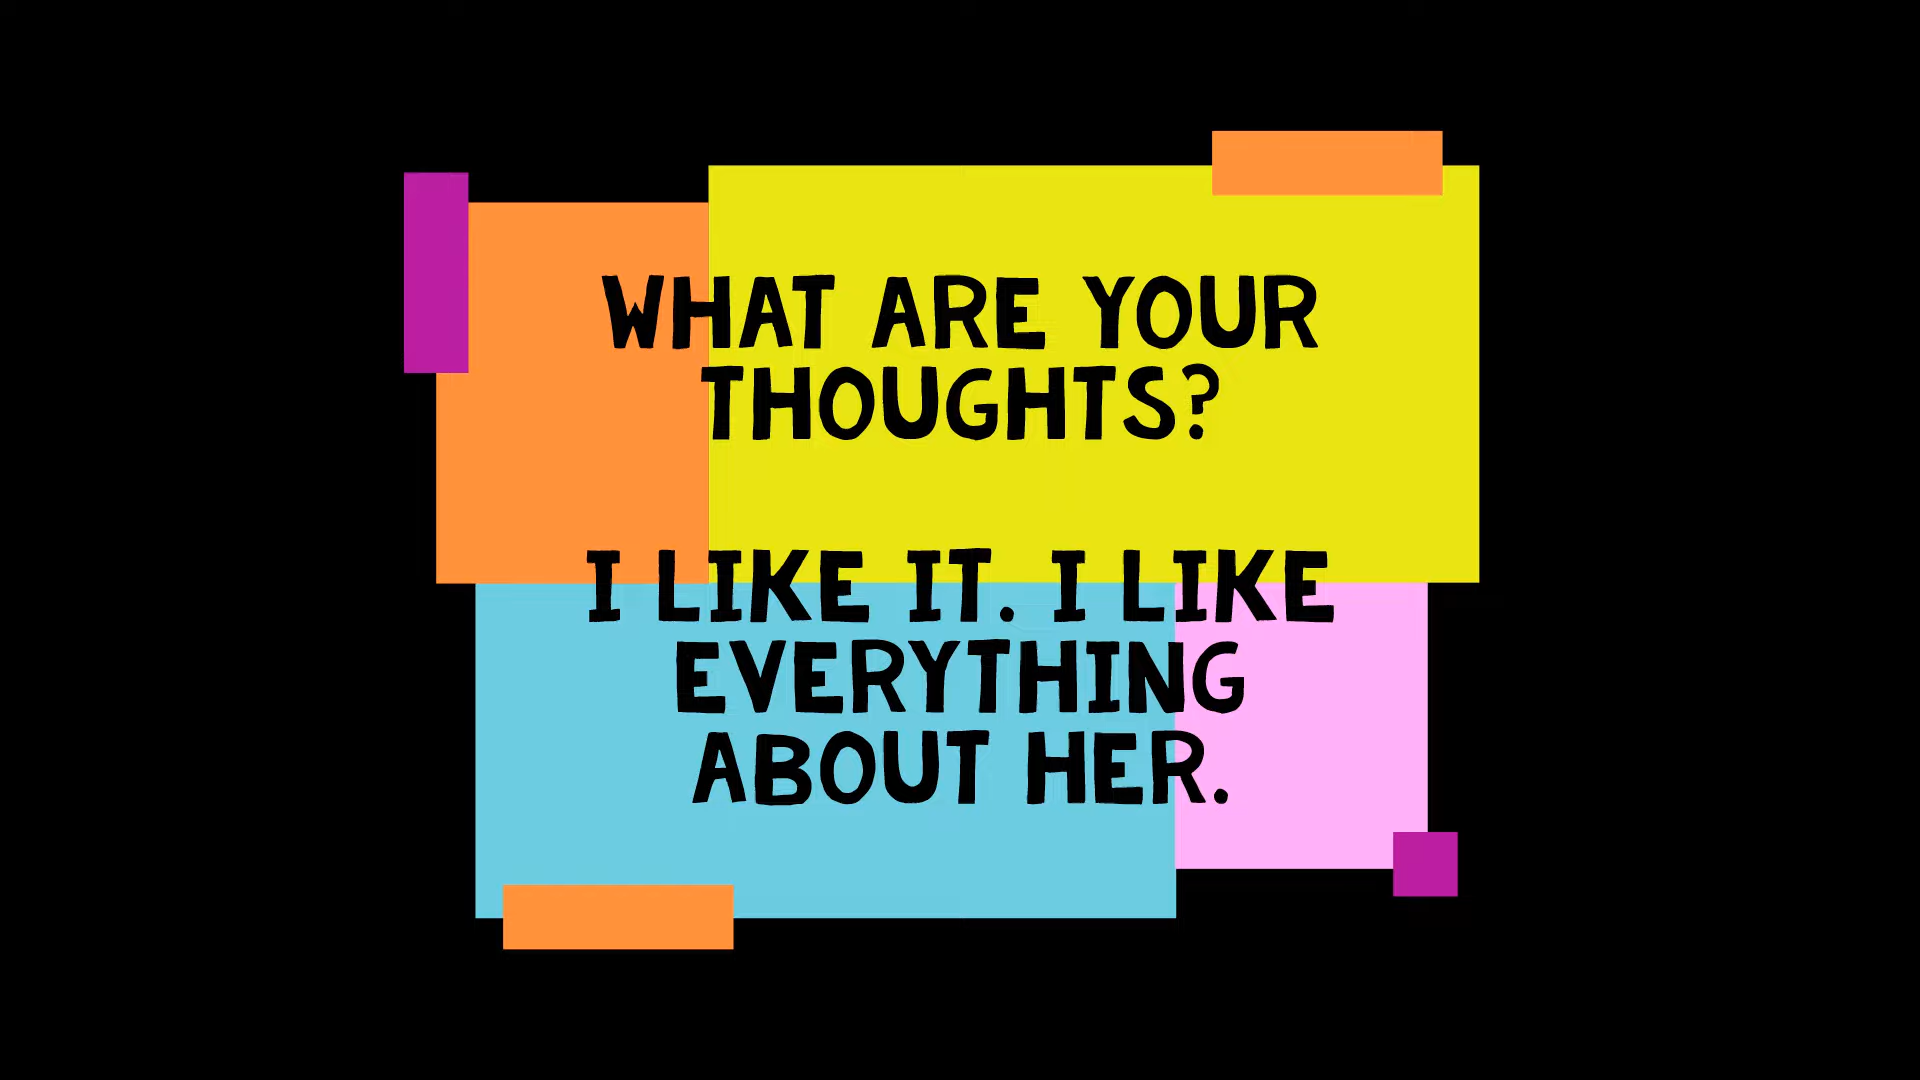 WHAT ARE YOUR
THOUGHTS?
I LIKE IT. I LIKE
EVERYTHING
ABOUT HER.